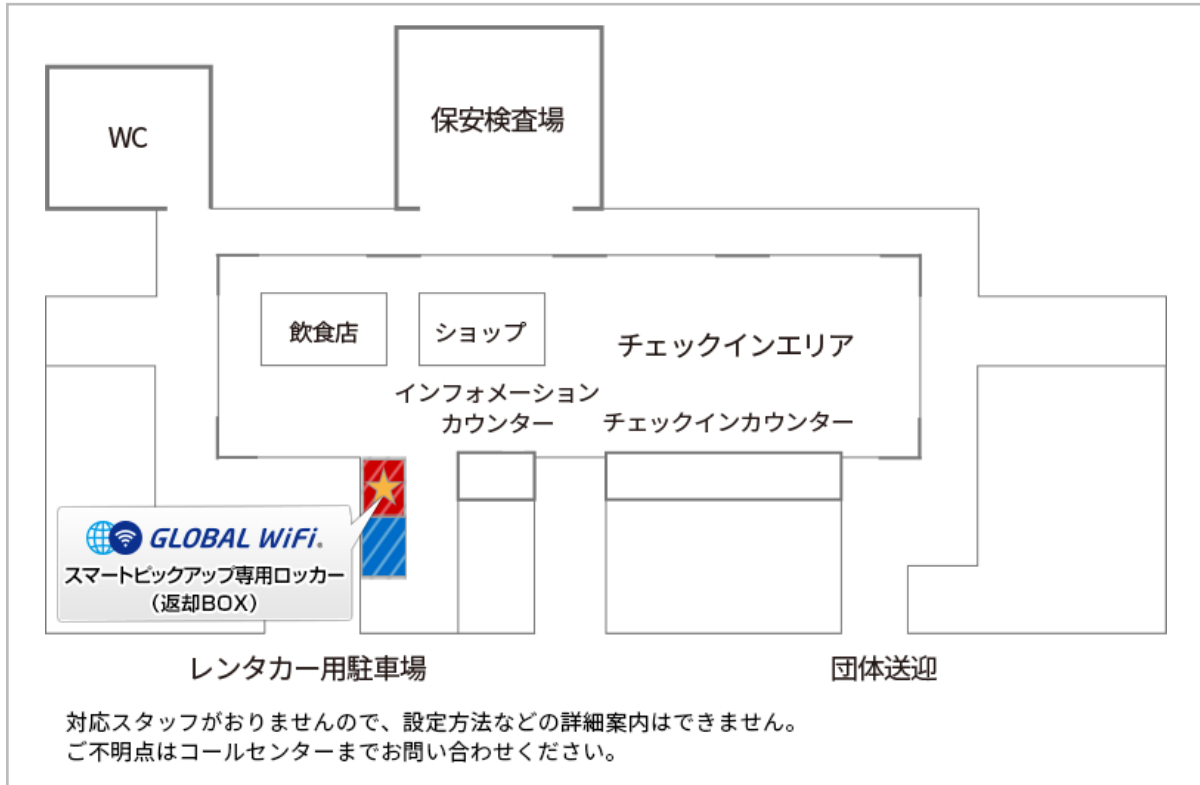 WC
保安検査場
飲食店
ショップ
チェックインエリア
インフォメーション
カウンター
チェックインカウンター
GLOBAL WiFi®
スマートピックアップ専用ロッカー
（返却BOX）
レンタカー用駐車場
団体送迎
対応スタッフがおりませんので、設定方法などの詳細案内はできません。
ご不明点はコールセンターまでお問い合わせください。